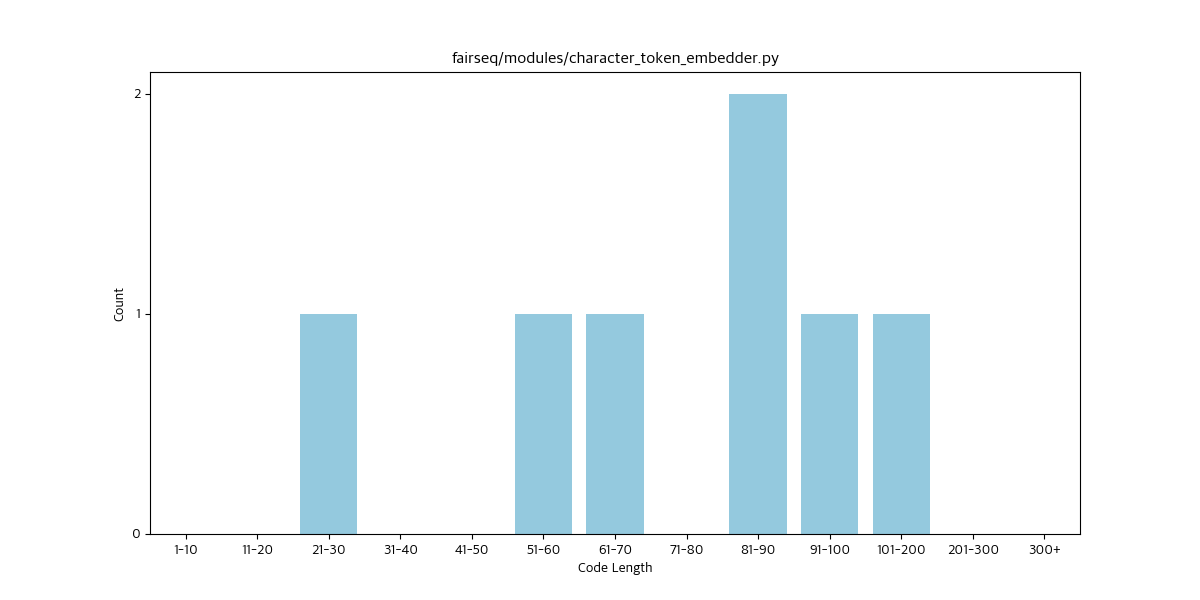 fairseq/modules/character_token_embedder.py
2
1
0
Count
1-10 11-20 21-30 31-40 41-50 51-60 61-70 71-80 81-90 91-100 101-200 201-300 300+
Code Length